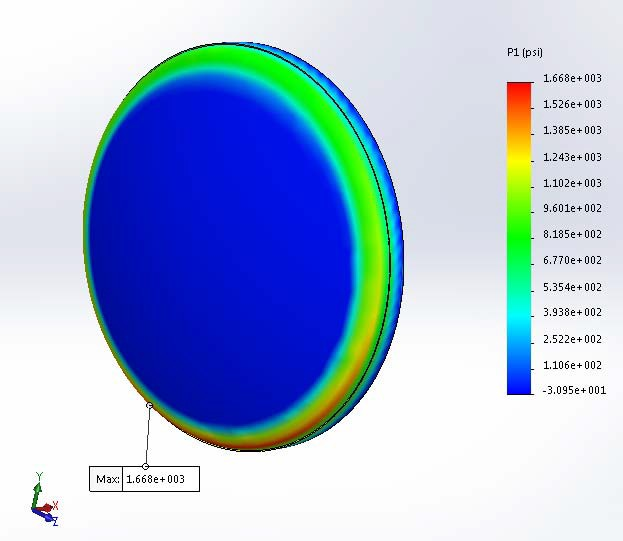 P1 (psi)
1.668e+003
1.526e+003
1.385e+003
1.243e+003
1.102e+003
9.601e+002
8.185e+002
6.770e+002
5.354e+002
3.938e+002
2.522e+002
1.106e+002
-3.095e+001
Max: 1.668e+003
Y
X
Z